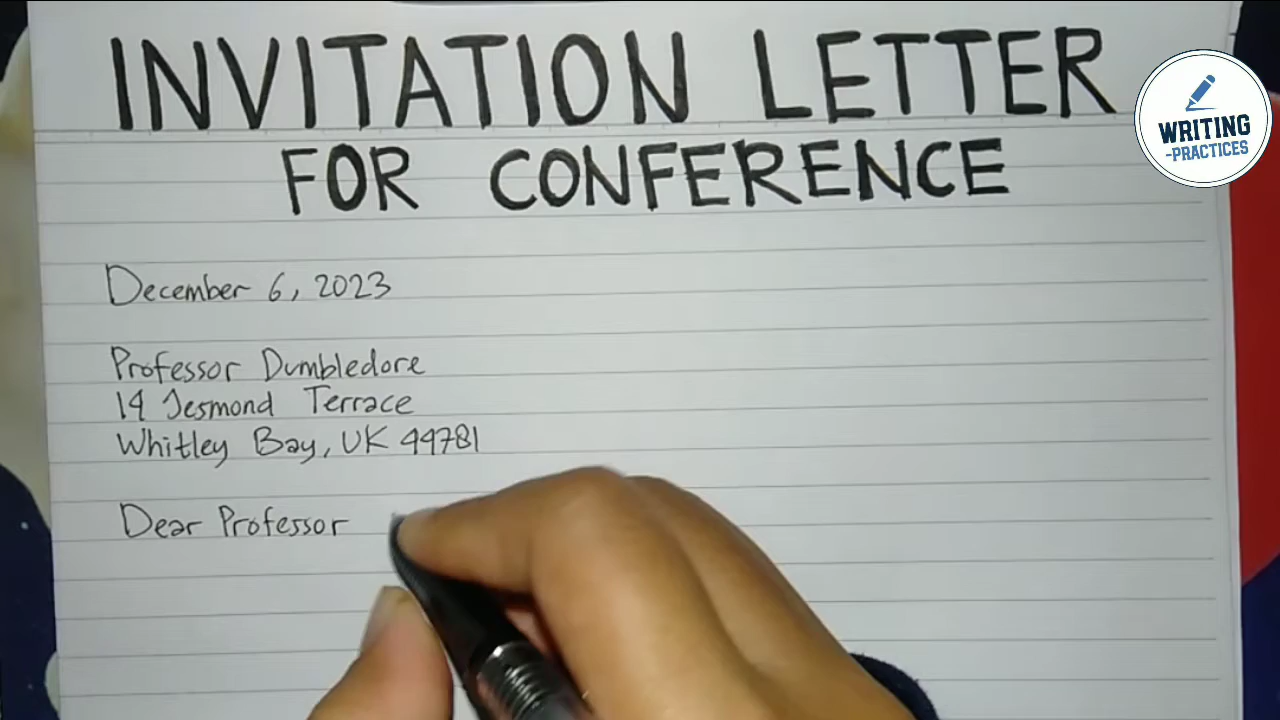 INVITATION LETTER
FOR CONFERENCE
WRITING
-PRACTICES
December 6, 2023
Professor Dumbledore
14 Jesmond Terrace
Whitley Bay, UK 44781
Dear Professor